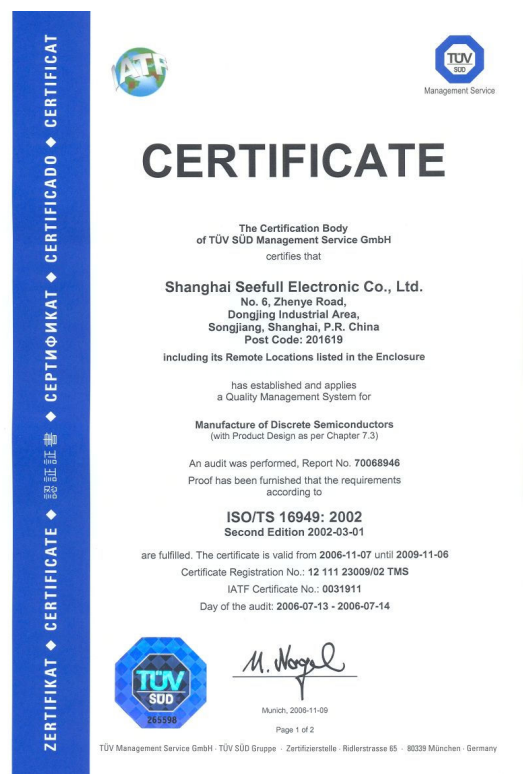 IATF
TÜV
SÜD
Management Service
CERTIFICATE
The Certification Body
of TÜV SÜD Management Service GmbH
certifies that
Shanghai Seefull Electronic Co., Ltd.
No. 6, Zhenye Road,
Dongjing Industrial Area,
Songjiang, Shanghai, P.R. China
Post Code: 201619
including its Remote Locations listed in the Enclosure
has established and applies
a Quality Management System for
Manufacture of Discrete Semiconductors
(with Product Design as per Chapter 7.3)
An audit was performed, Report No. 70068946
Proof has been furnished that the requirements
according to
ISO/TS 16949: 2002
Second Edition 2002-03-01
are fulfilled. The certificate is valid from 2006-11-07 until 2009-11-06
Certificate Registration No.: 12 111 23009/02 TMS
IATF Certificate No.: 0031911
Day of the audit: 2006-07-13 - 2006-07-14
TÜV
SÜD
265598
Munich, 2006-11-09
Page 1 of 2
TÜV Management Service GmbH · TÜV SÜD Gruppe · Zertifizierstelle · Ridlerstrasse 65 · 80339 München · Germany
ZERTIFIKAT ◆ CERTIFICATE ◆ 認証証書 ◆ СЕРТИФИКАТ ◆ CERTIFICADO ◆ CERTIFICAT